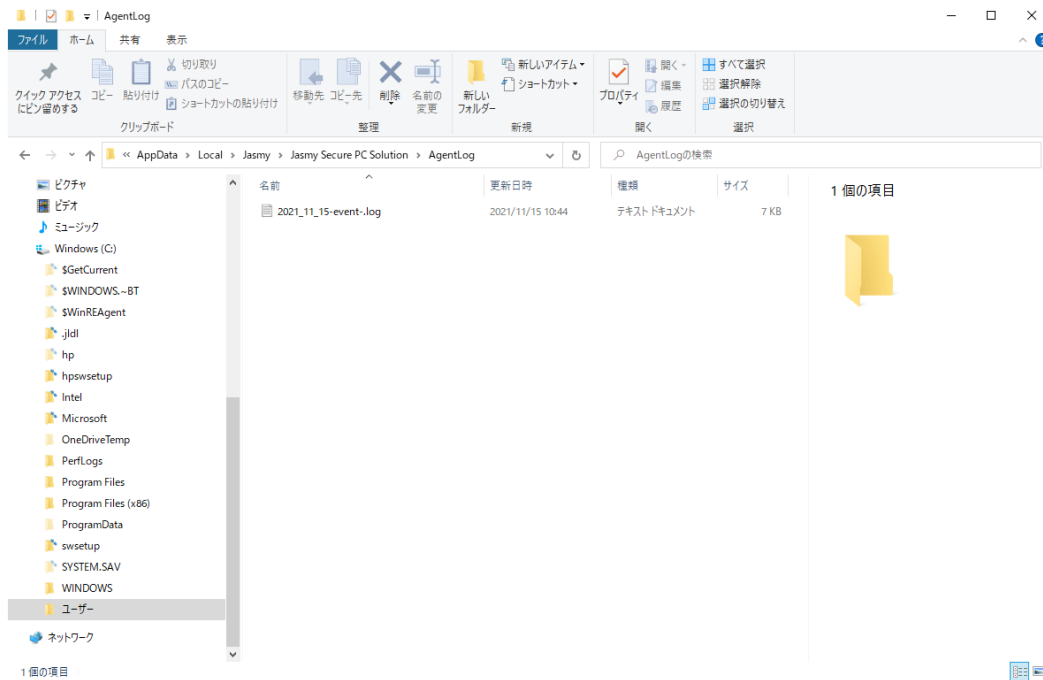 AgentLog
ファイル ホーム 共有 表示
クイック アクセス
にピン留めする
コピー
貼り付け
切り取り
パスのコピー
ショートカットの貼り付け
クリップボード
移動先
コピー先
削除
名前の
変更
整理
新しい
フォルダー
新しいアイテム
ショートカット
新規
プロパティ
開く
編集
履歴
開く
すべて選択
選択解除
選択の切り替え
選択
« AppData › Local › Jasmy › Jasmy Secure PC Solution › AgentLog
AgentLogの検索
ピクチャ
ビデオ
ミュージック
Windows (C:)
$GetCurrent
$WINDOWS.~BT
$WinREAgent
.jldl
hp
hpswsetup
Intel
Microsoft
OneDriveTemp
PerfLogs
Program Files
Program Files (x86)
ProgramData
swsetup
SYSTEM.SAV
WINDOWS
ユーザー
ネットワーク
名前 更新日時 種類 サイズ
2021_11_15-event-.log 2021/11/15 10:44 テキスト ドキュメント 7 KB
1 個の項目
1 個の項目